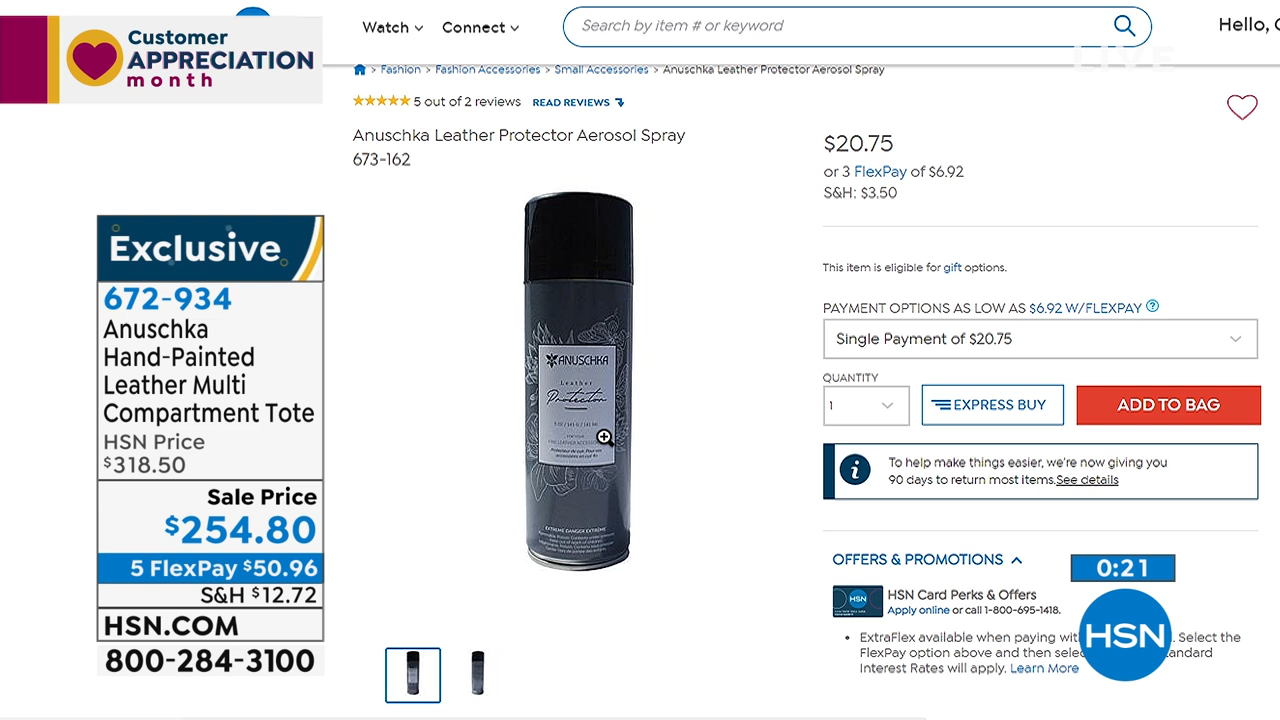 Customer
APPRECIATION
month
Watch
Connect
Search by item # or keyword
Hello,
LIVE
> Fashion > Fashion Accessories > Small Accessories > Anuschka Leather Protector Aerosol Spray
5 out of 2 reviews READ REVIEWS
Anuschka Leather Protector Aerosol Spray
673-162
Exclusive
672-934
Anuschka
Hand-Painted
Leather Multi
Compartment Tote
HSN Price
$318.50
Sale Price
$254.80
5 FlexPay $50.96
S&H $12.72
HSN.COM
800-284-3100
ANUSCHKA
Leather
Protector
EXTREME DANGER EXTRÊME
$20.75
or 3 FlexPay of $6.92
S&H: $3.50
This item is eligible for gift options.
PAYMENT OPTIONS AS LOW AS $6.92 W/FLEXPAY ?
Single Payment of $20.75
QUANTITY
1
EXPRESS BUY
ADD TO BAG
i
To help make things easier, we're now giving you
90 days to return most items.See details
OFFERS & PROMOTIONS
0:21
HSN
HSN Card Perks & Offers
Apply online or call 1-800-695-1418.
• ExtraFlex available when paying . Select the
FlexPay option above and then
Interest Rates will apply. Learn More
HSN